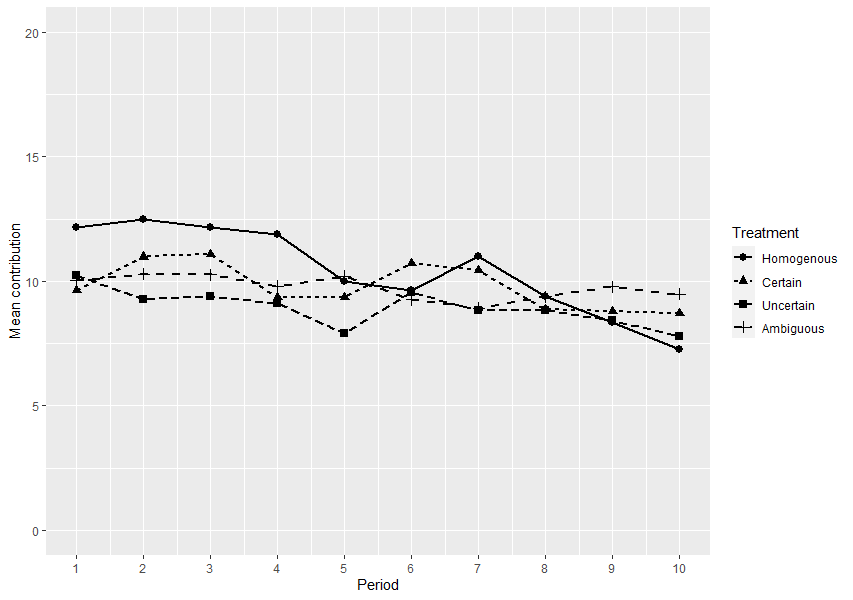 20
15
10
5
0
Mean contribution
1 2 3 4 5 6 7 8 9 10
Period
Treatment
Homogenous
Certain
Uncertain
Ambiguous